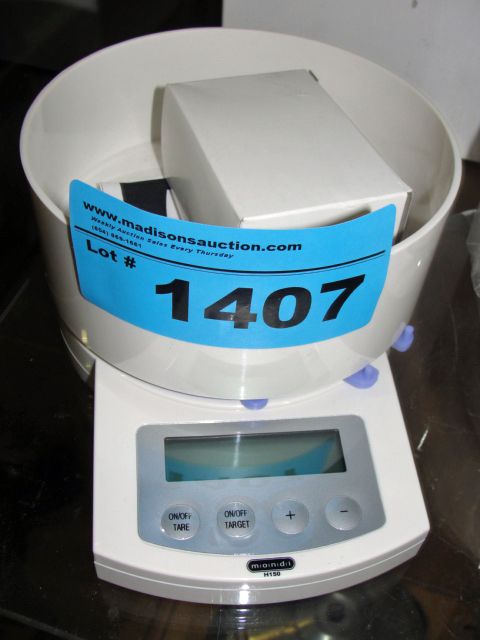 www.madisonsauction.com
Weekly Auction Sales Every Thursday
Lot # 1407
ON/OFF TARE
ON/OFF TARGET
+
-
H150